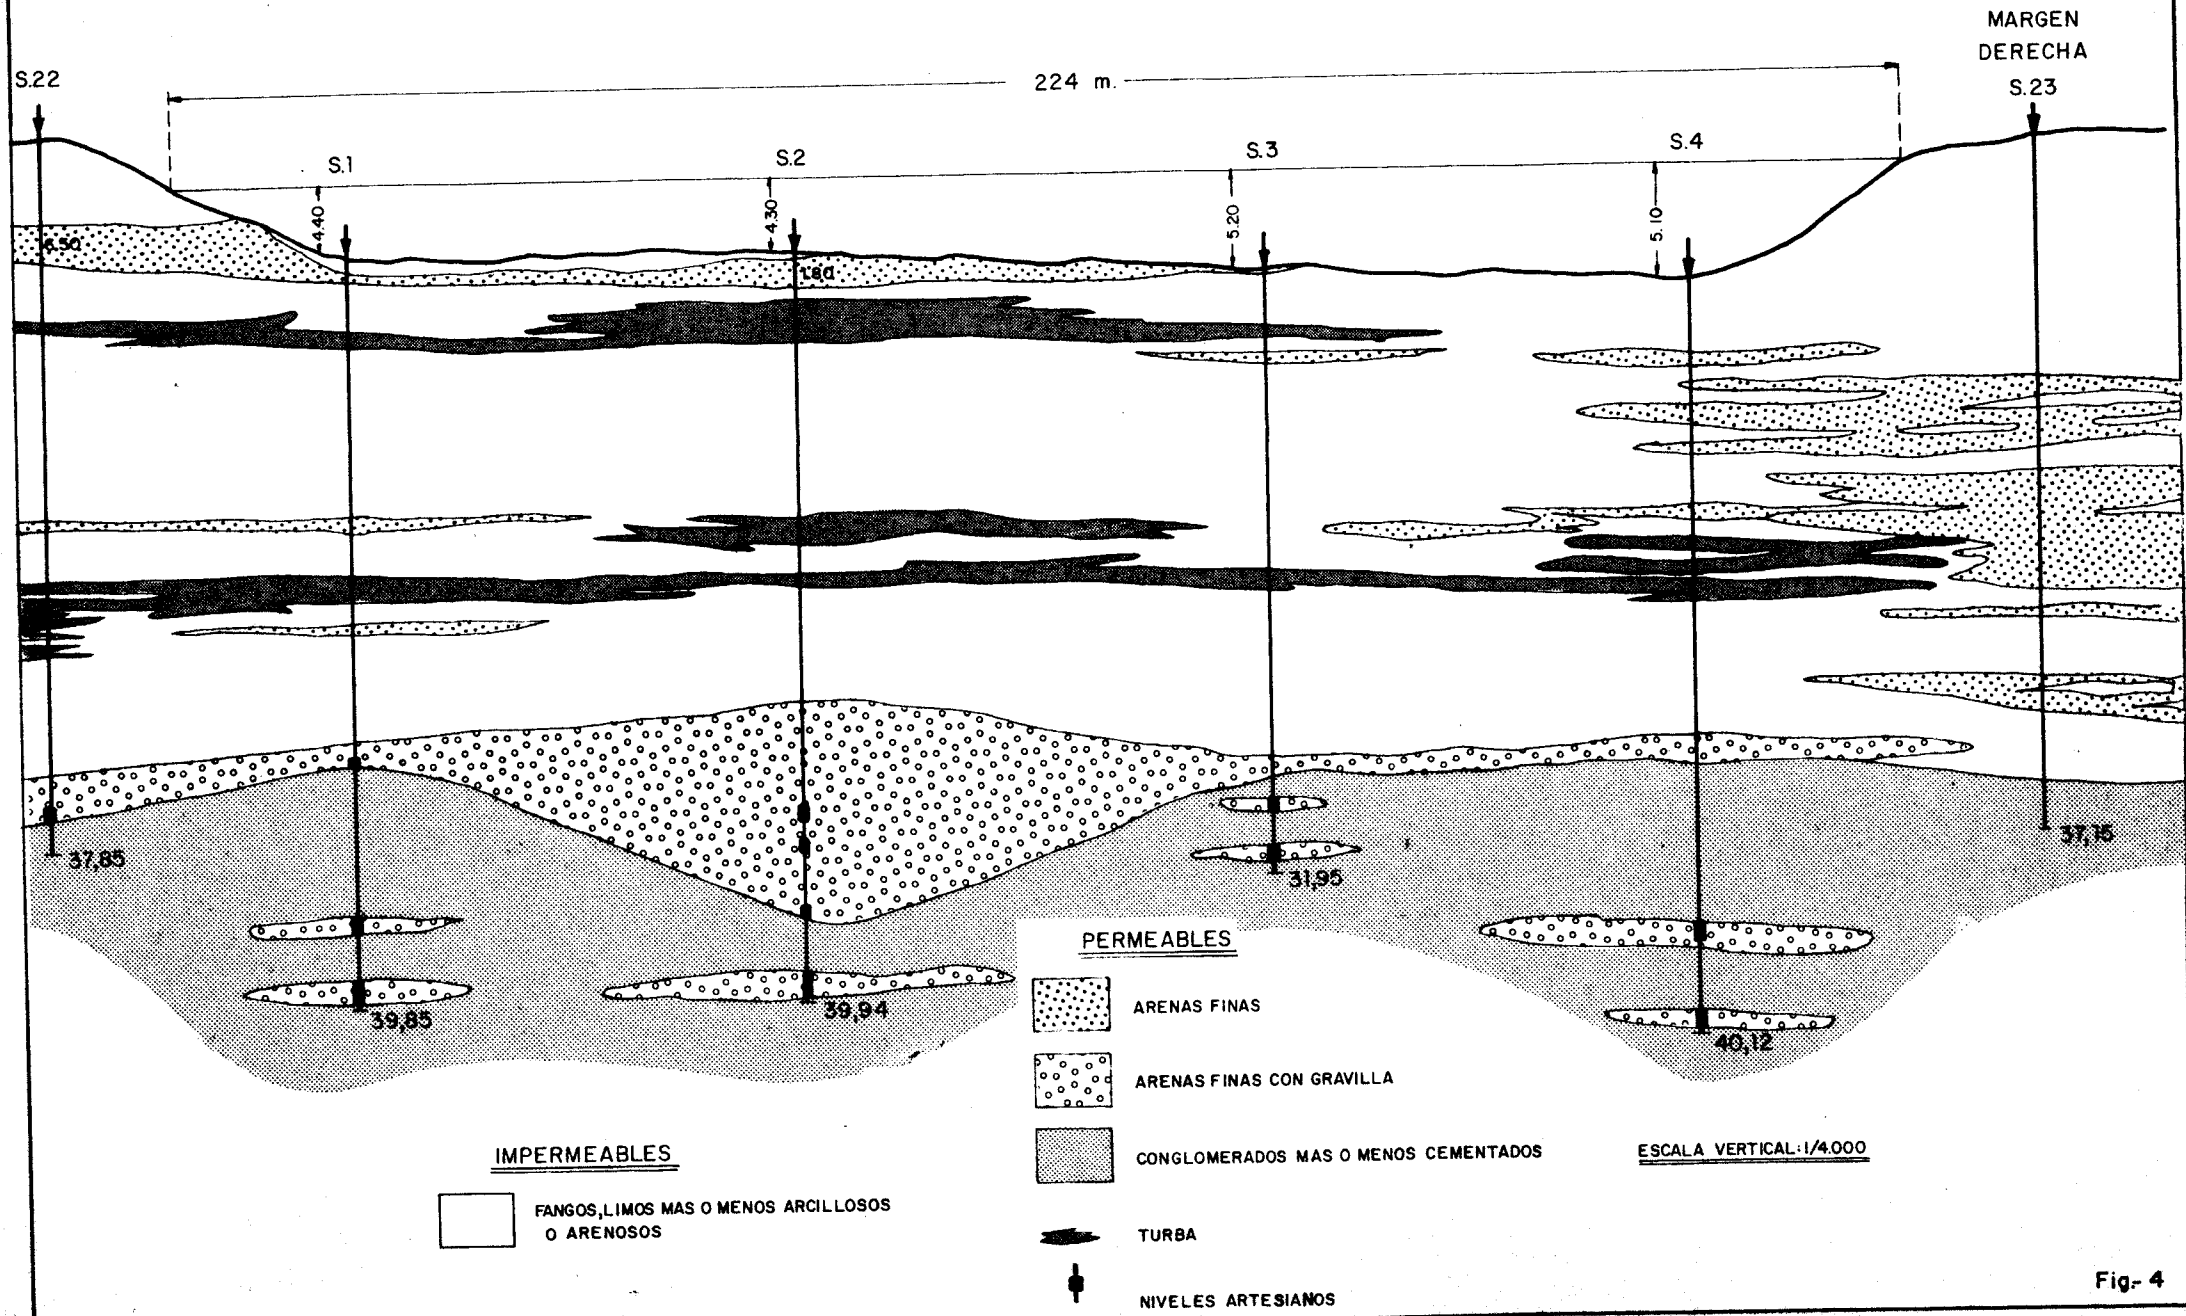 MARGEN
DERECHA
S.22
224 m.
S.23
S.1
S.2
S.3
S.4
4.40
4.30
5.20
5.10
6.50
1.80
37,85
39,85
39,94
31,95
40,12
37,15
PERMEABLES
ARENAS FINAS
ARENAS FINAS CON GRAVILLA
CONGLOMERADOS MAS O MENOS CEMENTADOS
ESCALA VERTICAL:1/4.000
TURBA
NIVELES ARTESIANOS
IMPERMEABLES
FANGOS,LIMOS MAS O MENOS ARCILLOSOS
O ARENOSOS
Fig.- 4